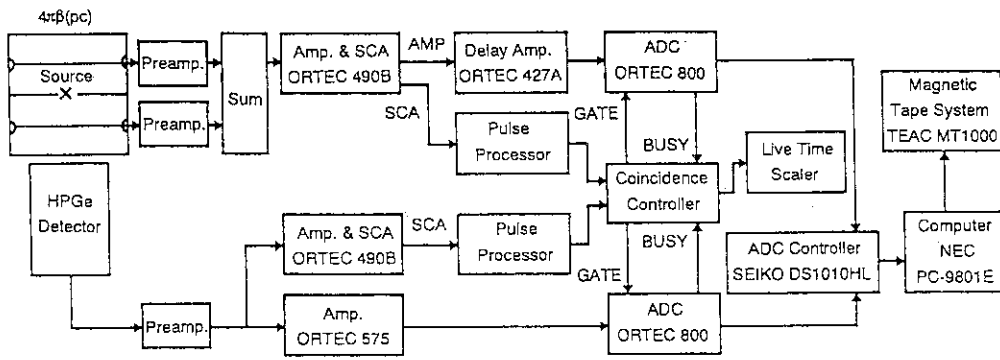 4πβ(pc)
Source
Preamp.
Preamp.
Sum
Amp. & SCA
ORTEC 490B
AMP
SCA
Delay Amp.
ORTEC 427A
Pulse
Processor
ADC
ORTEC 800
GATE
BUSY
Coincidence
Controller
Live Time
Scaler
Magnetic
Tape System
TEAC MT1000
HPGe
Detector
Amp. & SCA
ORTEC 490B
SCA
Pulse
Processor
BUSY
GATE
ADC Controller
SEIKO DS1010HL
Computer
NEC
PC-9801E
Preamp.
Amp.
ORTEC 575
ADC
ORTEC 800